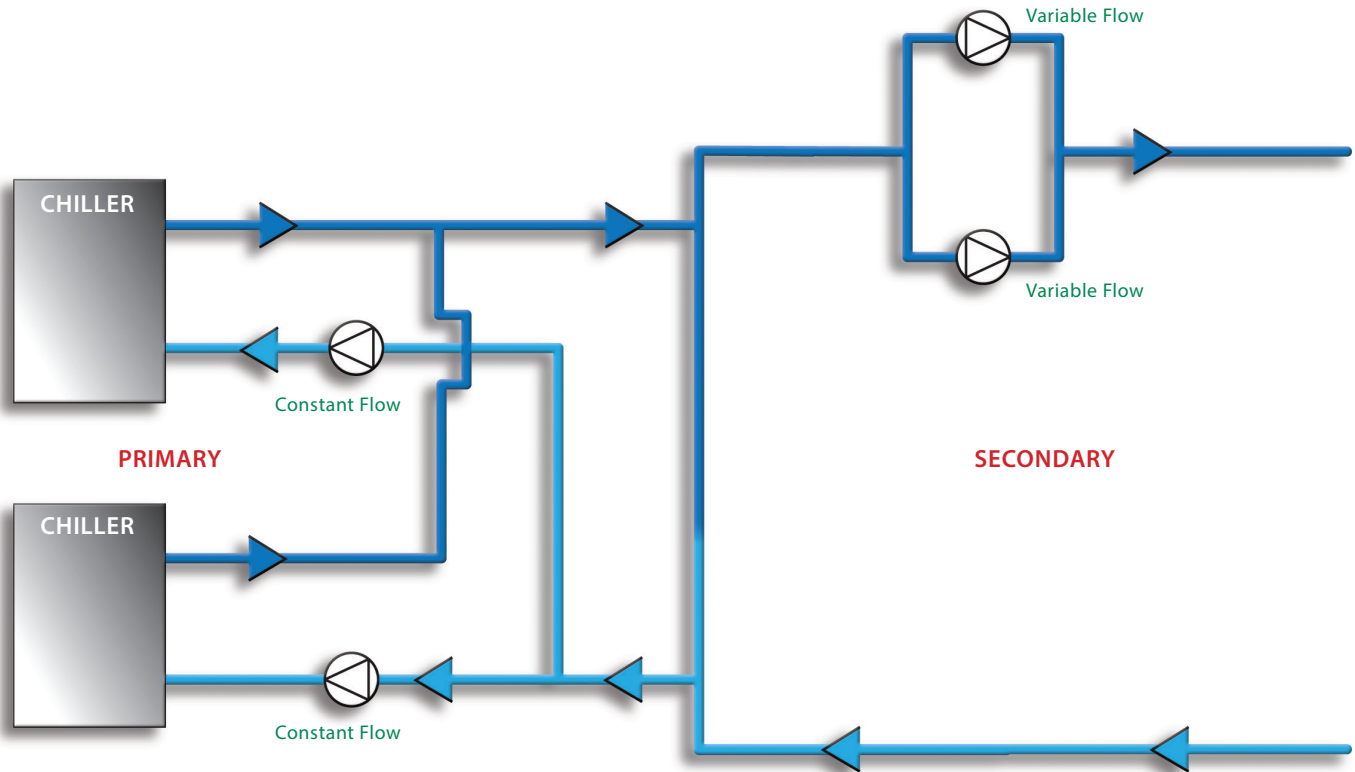 Variable Flow
CHILLER
Variable Flow
Constant Flow
PRIMARY
SECONDARY
CHILLER
Constant Flow